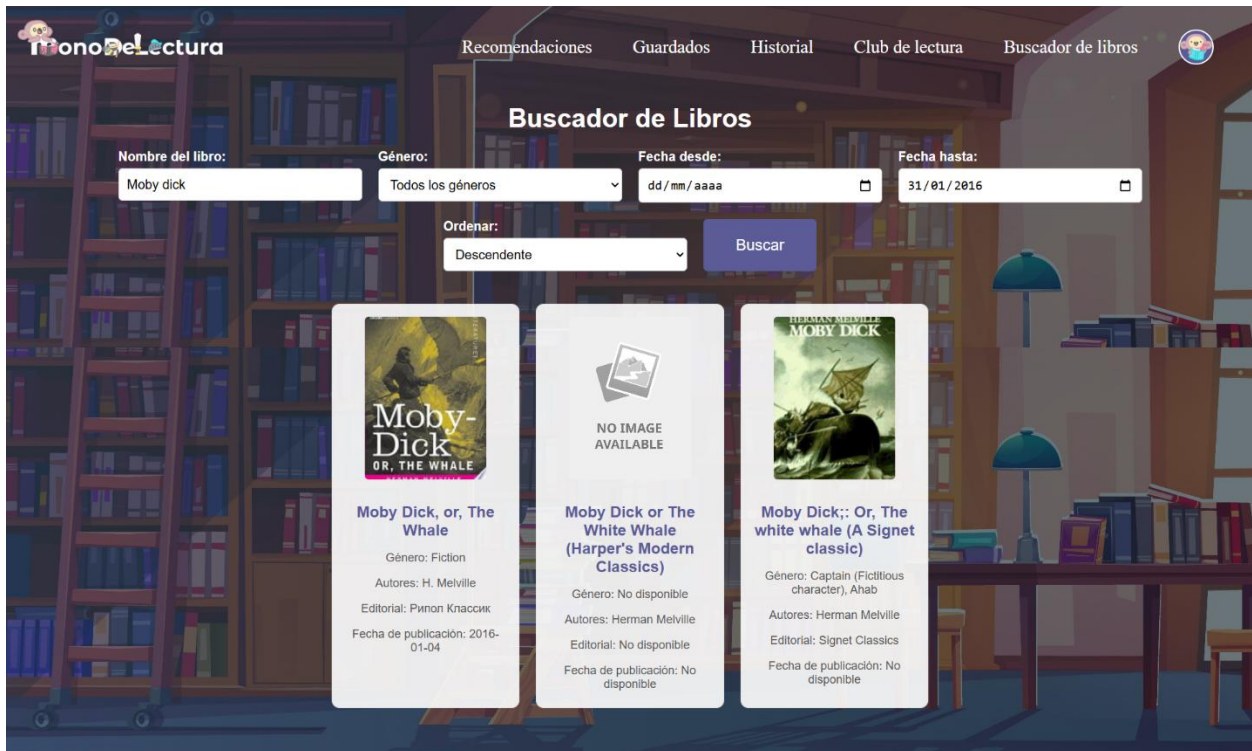 MonoDeLectura
Recomendaciones Guardados Historial Club de lectura Buscador de libros
Buscador de Libros
Nombre del libro: Género: Fecha desde: Fecha hasta:
Moby dick Todos los géneros dd/mm/aaaa 31/01/2016
Ordenar:
Descendente Buscar
Moby-
Dick
OR, THE WHALE
HERMAN MELVILLE
Moby Dick, or, The
Whale
Género: Fiction
Autores: H. Melville
Editorial: Рипол Классик
Fecha de publicación: 2016-
01-04
NO IMAGE
AVAILABLE
Moby Dick or The
White Whale
(Harper's Modern
Classics)
Género: No disponible
Autores: Herman Melville
Editorial: No disponible
Fecha de publicación: No
disponible
HERMAN MELVILLE
MOBY DICK
Moby Dick;: Or, The
white whale (A Signet
classic)
Género: Captain (Fictitious
character), Ahab
Autores: Herman Melville
Editorial: Signet Classics
Fecha de publicación: No
disponible